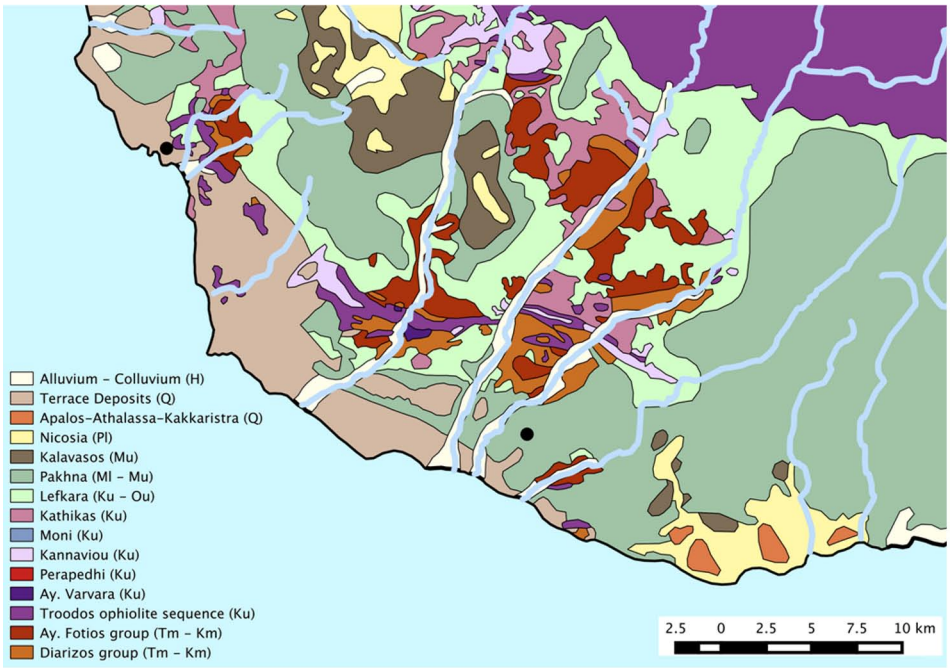 Alluvium – Colluvium (H)
Terrace Deposits (Q)
Apalos-Athalassa-Kakkaristra (Q)
Nicosia (Pl)
Kalavasos (Mu)
Pakhna (Ml – Mu)
Lefkara (Ku – Ou)
Kathikas (Ku)
Moni (Ku)
Kannaviou (Ku)
Perapedhi (Ku)
Ay. Varvara (Ku)
Troodos ophiolite sequence (Ku)
Ay. Fotios group (Tm – Km)
Diarizos group (Tm – Km)
2.5 0 2.5 5 7.5 10 km